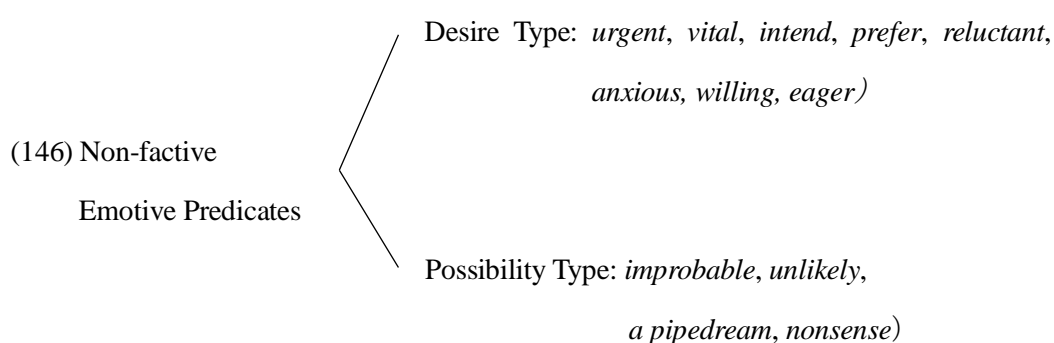 Desire Type: urgent, vital, intend, prefer, reluctant,
anxious, willing, eager）
(146) Non-factive
Emotive Predicates
Possibility Type: improbable, unlikely,
a pipedream, nonsense）